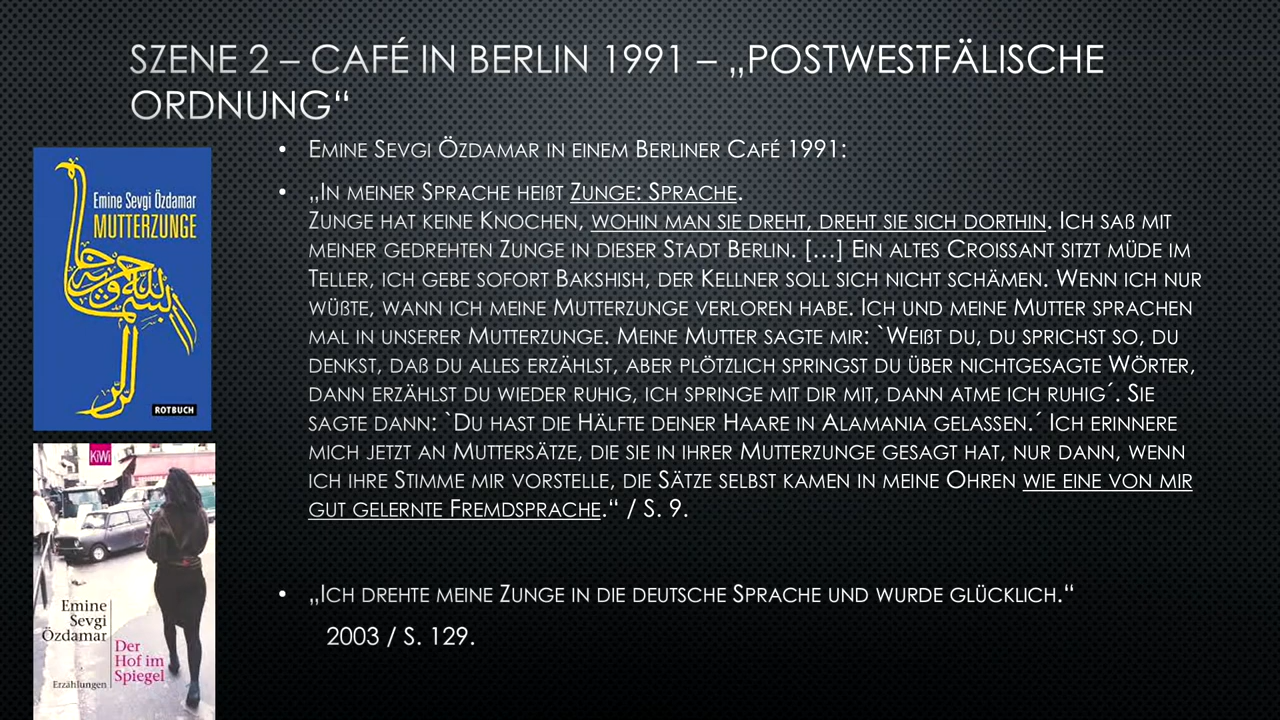 SZENE 2 – CAFÉ IN BERLIN 1991 – „POSTWESTFÄLISCHE
ORDNUNG“
• EMINE SEVGI ÖZDAMAR IN EINEM BERLINER CAFÉ 1991:
• „IN MEINER SPRACHE HEIßT ZUNGE: SPRACHE.
ZUNGE HAT KEINE KNOCHEN, WOHIN MAN SIE DREHT, DREHT SIE SICH DORTHIN. ICH SAß MIT
MEINER GEDREHTEN ZUNGE IN DIESER STADT BERLIN. […] EIN ALTES CROISSANT SITZT MÜDE IM
TELLER, ICH GEBE SOFORT BAKSHISH, DER KELLNER SOLL SICH NICHT SCHÄMEN. WENN ICH NUR
WÜßTE, WANN ICH MEINE MUTTERZUNGE VERLOREN HABE. ICH UND MEINE MUTTER SPRACHEN
MAL IN UNSERER MUTTERZUNGE. MEINE MUTTER SAGTE MIR: `WEIßT DU, DU SPRICHST SO, DU
DENKST, DAß DU ALLES ERZÄHLST, ABER PLÖTZLICH SPRINGST DU ÜBER NICHTGESAGTE WÖRTER,
DANN ERZÄHLST DU WIEDER RUHIG, ICH SPRINGE MIT DIR MIT, DANN ATME ICH RUHIG´. SIE
SAGTE DANN: `DU HAST DIE HÄLFTE DEINER HAARE IN ALAMANIA GELASSEN.´ ICH ERINNERE
MICH JETZT AN MUTTERSÄTZE, DIE SIE IN IHRER MUTTERZUNGE GESAGT HAT, NUR DANN, WENN
ICH IHRE STIMME MIR VORSTELLE, DIE SÄTZE SELBST KAMEN IN MEINE OHREN WIE EINE VON MIR
GUT GELERNTE FREMDSPRACHE.“ / S. 9.
• „ICH DREHTE MEINE ZUNGE IN DIE DEUTSCHE SPRACHE UND WURDE GLÜCKLICH.“
2003 / S. 129.
Emine Sevgi Özdamar
MUTTERZUNGE
ROTBUCH
KiWi
Emine
Sevgi
Özdamar
Der
Hof im
Spiegel
Erzählungen